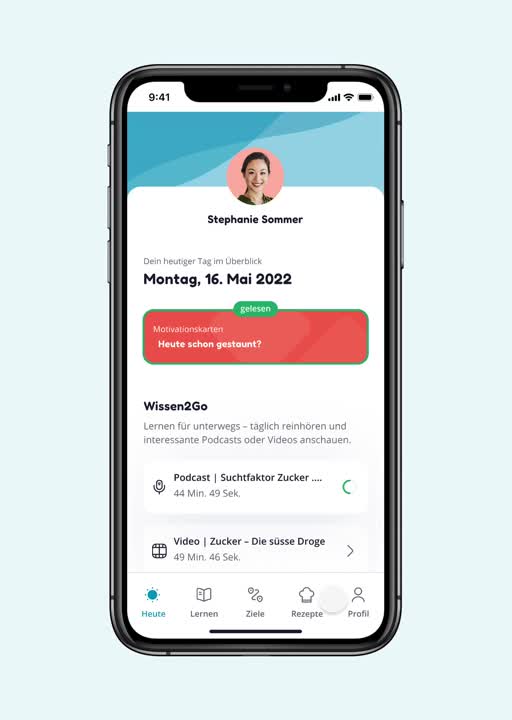 9:41
Stephanie Sommer
Dein heutiger Tag im Überblick
Montag, 16. Mai 2022
gelesen
Motivationskarten
Heute schon gestaunt?
Wissen2Go
Lernen für unterwegs – täglich reinhören und
interessante Podcasts oder Videos anschauen.
Podcast | Suchtfaktor Zucker ....
44 Min. 49 Sek.
Video | Zucker – Die süsse Droge
49 Min. 46 Sek.
Heute Lernen Ziele Rezepte Profil